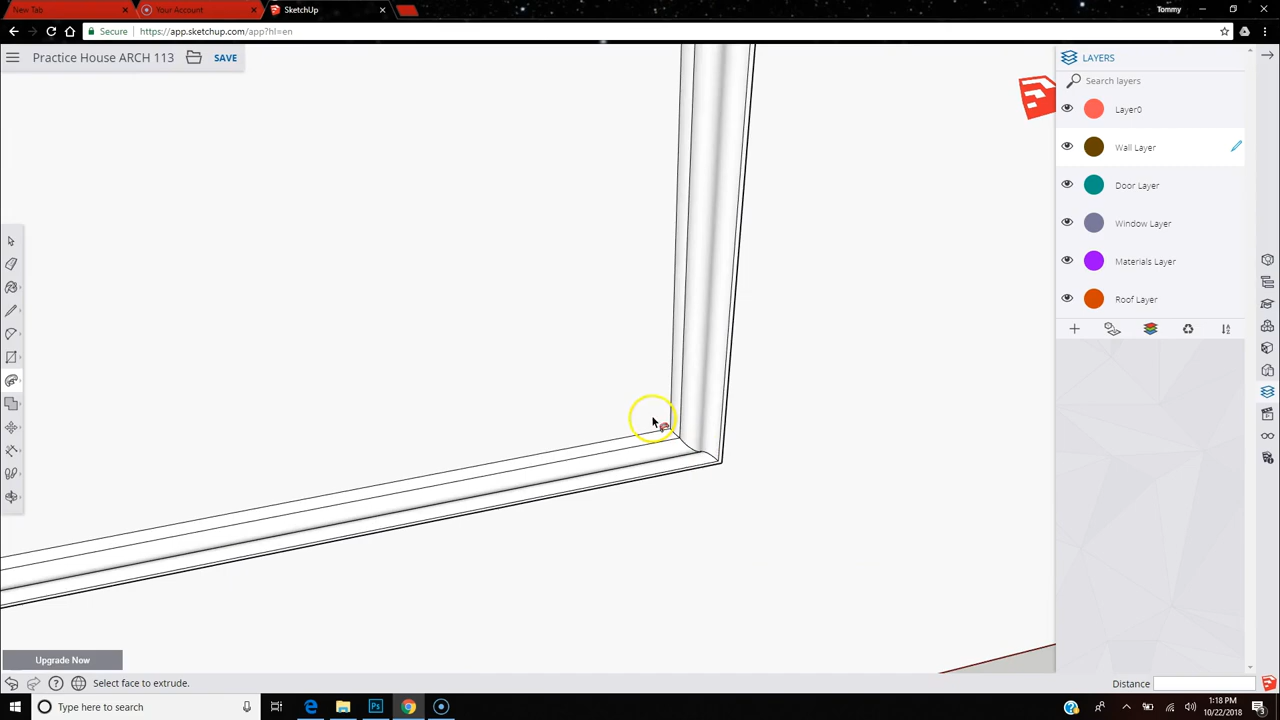 New Tab
Your Account
SketchUp
Tommy
Secure
https://app.sketchup.com/app?hl=en
Practice House ARCH 113
SAVE
LAYERS
Search layers
Layer0
Wall Layer
Door Layer
Window Layer
Materials Layer
Roof Layer
Upgrade Now
Select face to extrude.
Distance
Type here to search
Ps
1:18 PM
10/22/2018